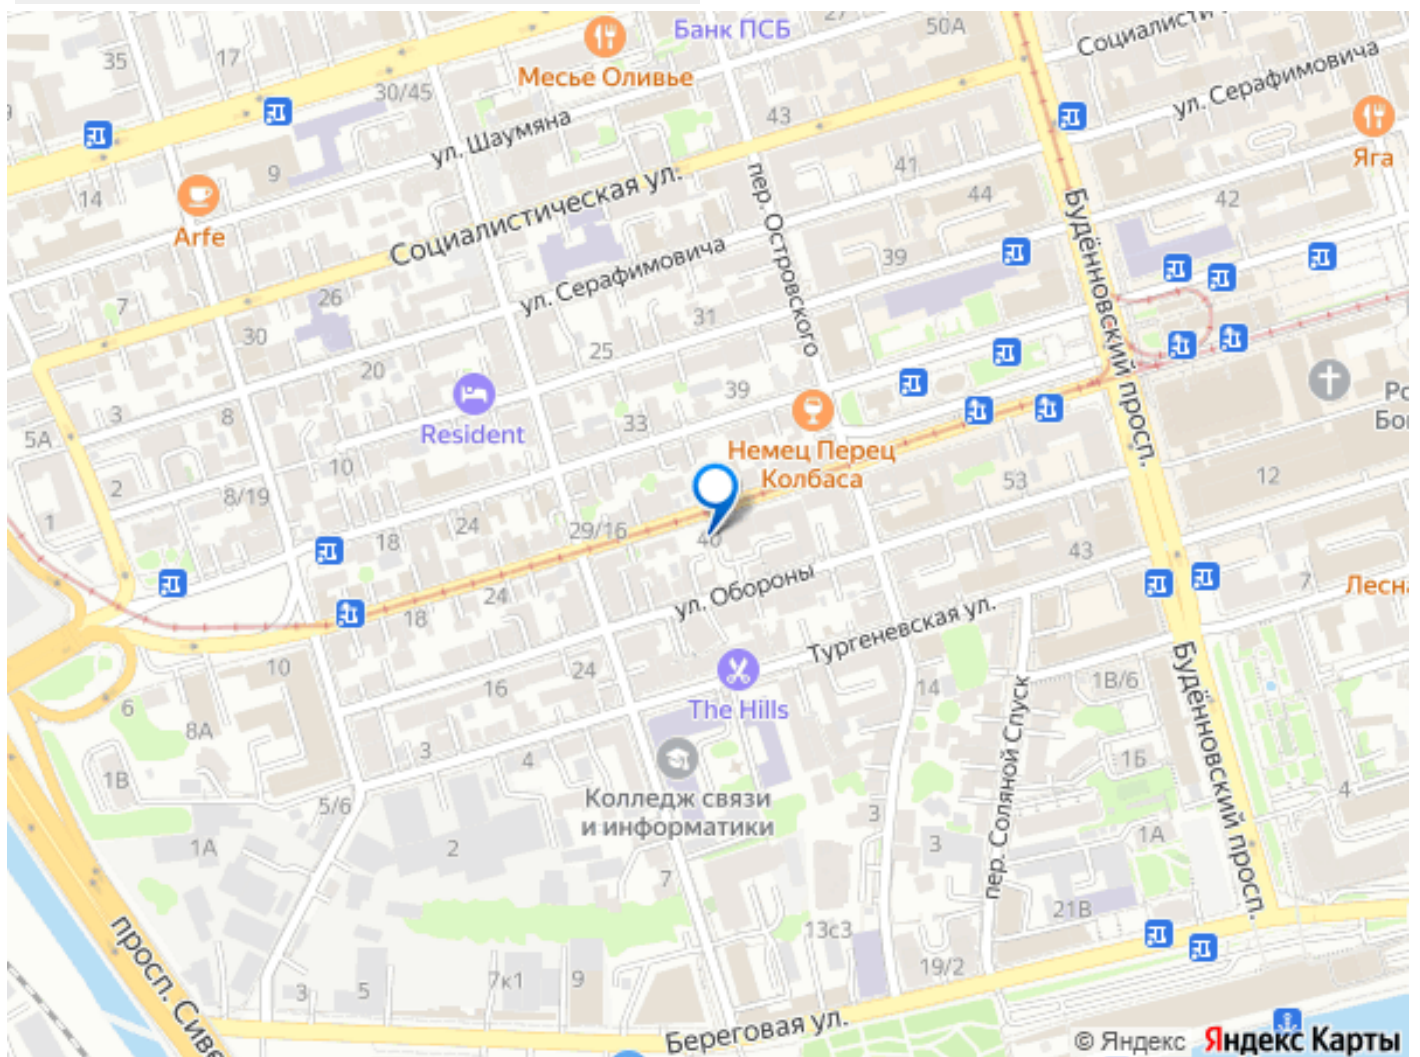 Банк ПСБ
27
50А
Социалисти
35
17
Месье Оливье
30/45
ул. Шаумяна
43
ул. Серафимовича
9
14
Arfe
Социалистическая ул.
пер. Островского
41
44
Яга
42
Будённовский просп.
ул. Серафимовича
39
7
26
31
30
25
20
3
8
Resident
39
33
Немец Перец
Колбаса
5А
10
2
8/19
1
24
18
29/16
40
53
12
43
ул. Обороны
24
18
Тургеневская ул.
7
Лесна
10
16
24
The Hills
14
1В/6
6
8А
3
4
1В
5/6
пер. Соляной Спуск
1Б
Будённовский просп.
4
Колледж связи
и информатики
1А
2
3
3
1А
7
21В
13с3
19/2
просп. Сиве
3
5
7к1
9
Береговая ул.
Ро
Бог
© Яндекс Яндекс Карты